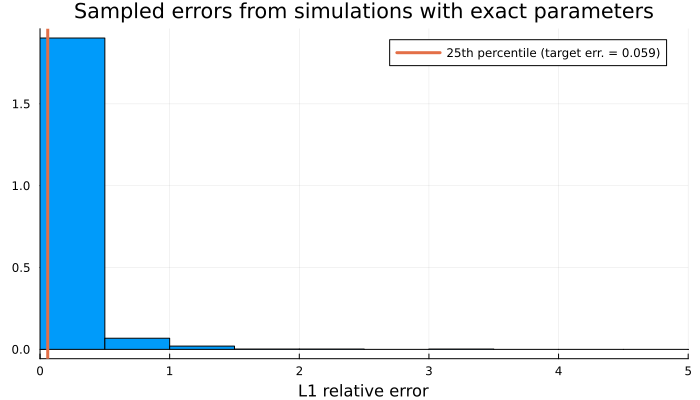 Sampled errors from simulations with exact parameters
25th percentile (target err. = 0.059)
1.5
1.0
0.5
0.0
0 1 2 3 4 5
L1 relative error